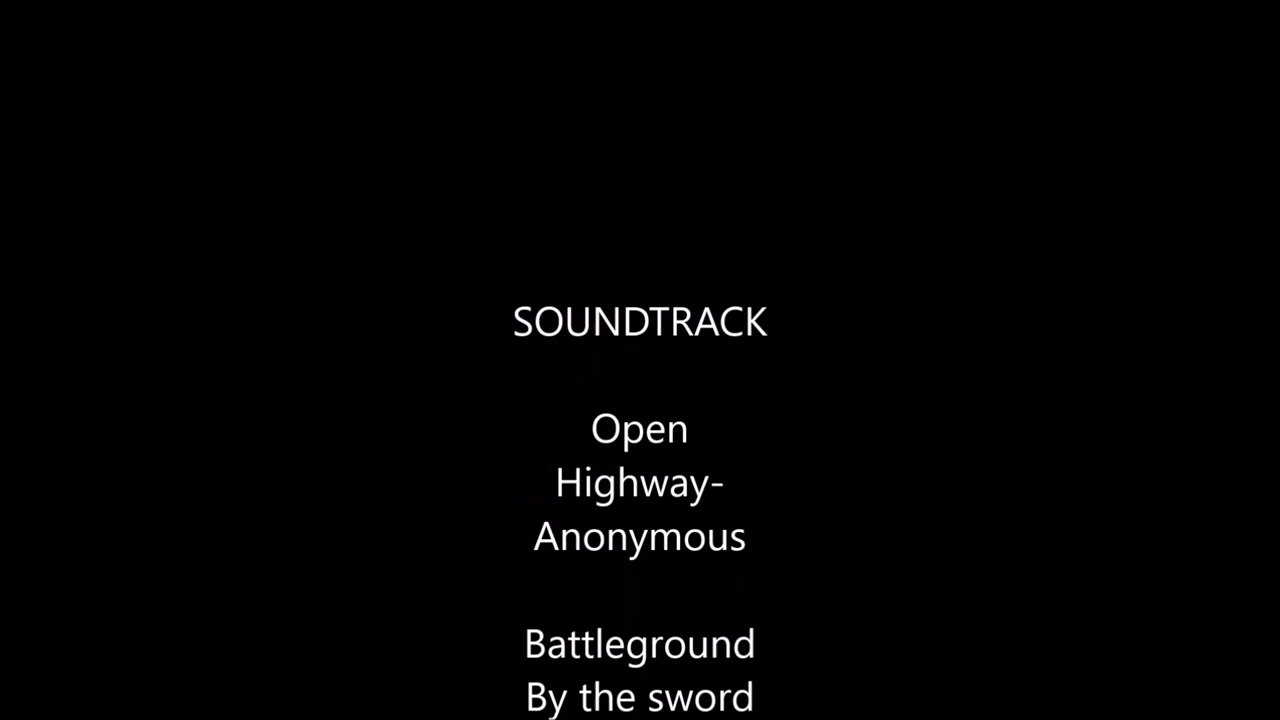 SOUNDTRACK
Open
Highway-
Anonymous
Battleground
By the sword